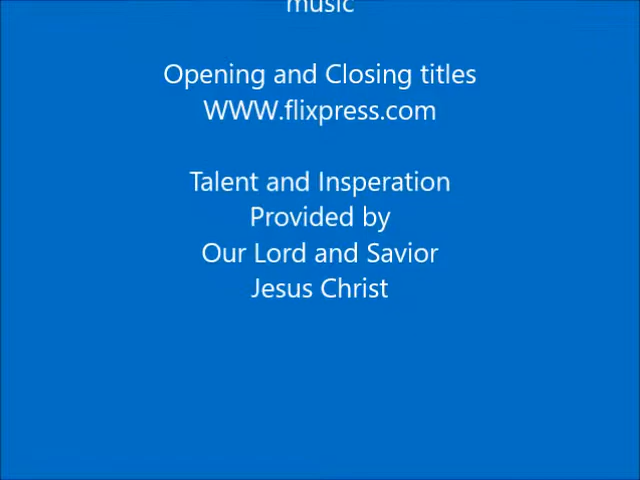 music
Opening and Closing titles
WWW.flixpress.com
Talent and Insperation
Provided by
Our Lord and Savior
Jesus Christ